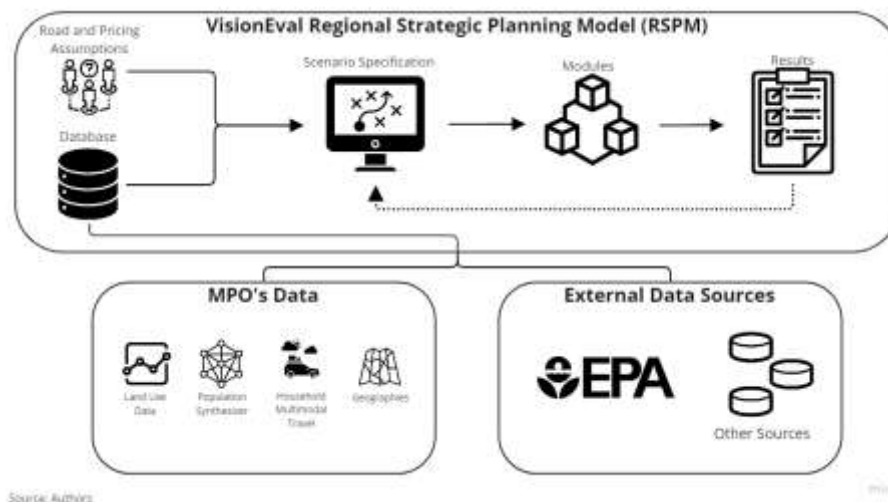 VisionEval Regional Strategic Planning Model (RSPM)
Road and Pricing
Assumptions
Scenario Specification
Modules
Results
Database
MPO's Data
External Data Sources
EPA
Land Use
Data
Population
Synthesizer
Household
Multimodal
Travel
Geographies
Other Sources
Source: Authors